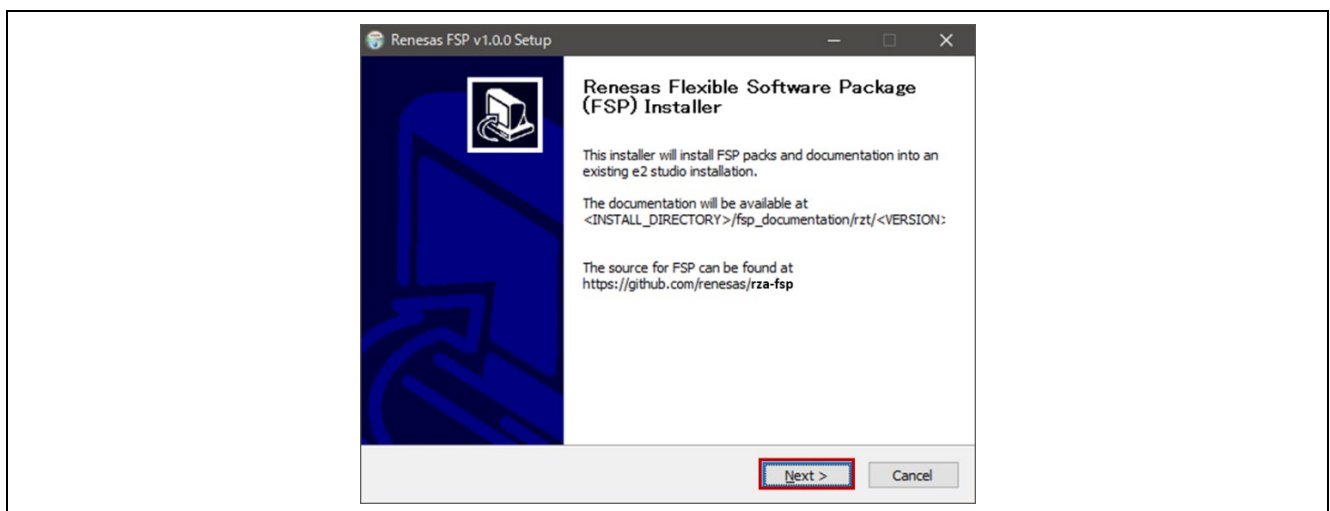 Renesas FSP v1.0.0 Setup
Renesas Flexible Software Package
(FSP) Installer
This installer will install FSP packs and documentation into an
existing e2 studio installation.
The documentation will be available at
<INSTALL_DIRECTORY>/fsp_documentation/rzt/<VERSION>
The source for FSP can be found at
https://github.com/renesas/rza-fsp
Next >
Cancel